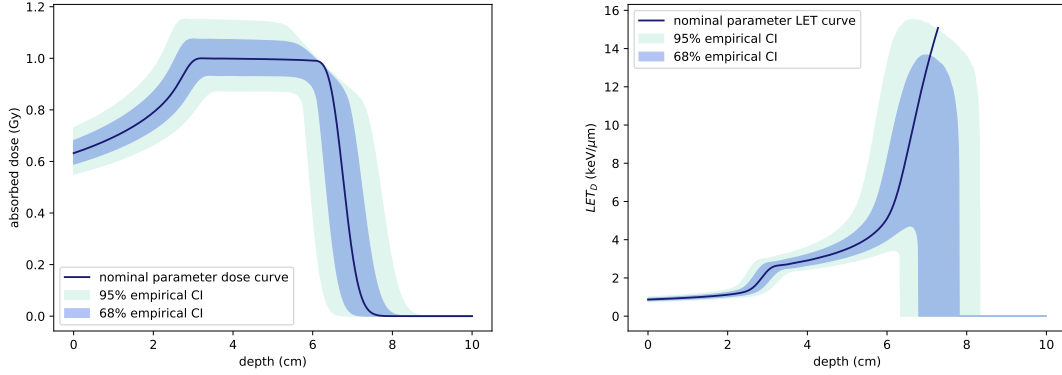 1.2
1.0
0.8
0.6
0.4
0.2
0.0
absorbed dose (Gy)
nominal parameter dose curve
95% empirical CI
68% empirical CI
0 2 4 6 8 10
depth (cm)
16
14
12
10
8
6
4
2
0
LET_D (keV/μm)
nominal parameter LET curve
95% empirical CI
68% empirical CI
0 2 4 6 8 10
depth (cm)